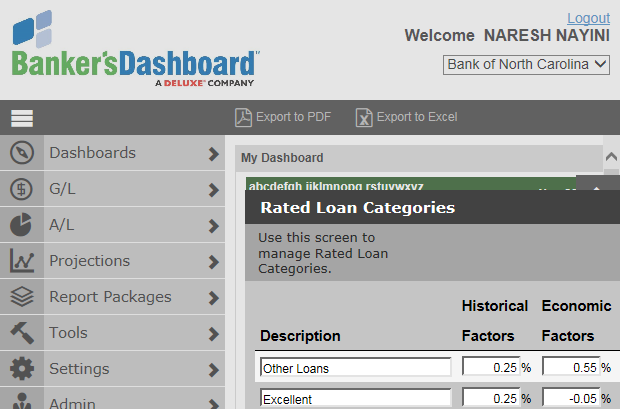 Logout
Welcome NARESH NAYINI
Banker'sDashboard™
A DELUXE® COMPANY
Bank of North Carolina
Export to PDF Export to Excel
Dashboards
G/L
A/L
Projections
Report Packages
Tools
Settings
Admin
My Dashboard
abcdefgh ijklmnopq rstuvwxyz
Rated Loan Categories
Use this screen to
manage Rated Loan
Categories.
Historical Economic
Description Factors Factors
Other Loans 0.25 % 0.55 %
Excellent 0.25 % -0.05 %